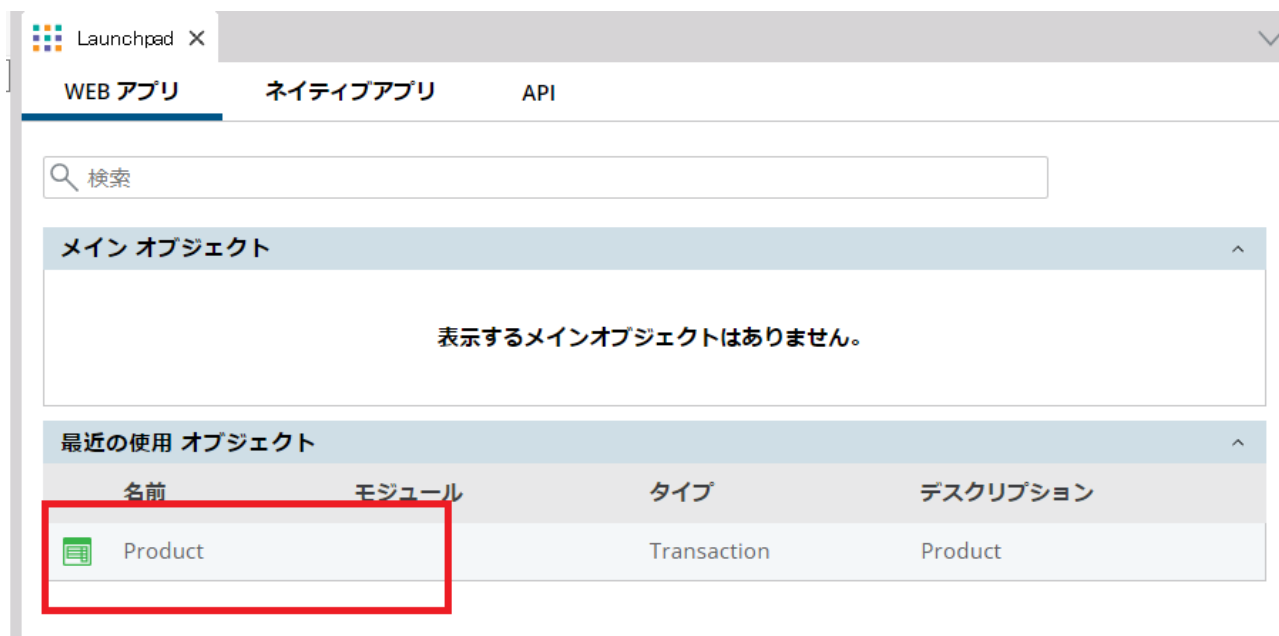 Launchpad
WEB アプリ ネイティブアプリ API
検索
メイン オブジェクト
表示するメインオブジェクトはありません。
最近の使用 オブジェクト
名前 モジュール タイプ デスクリプション
Product Transaction Product